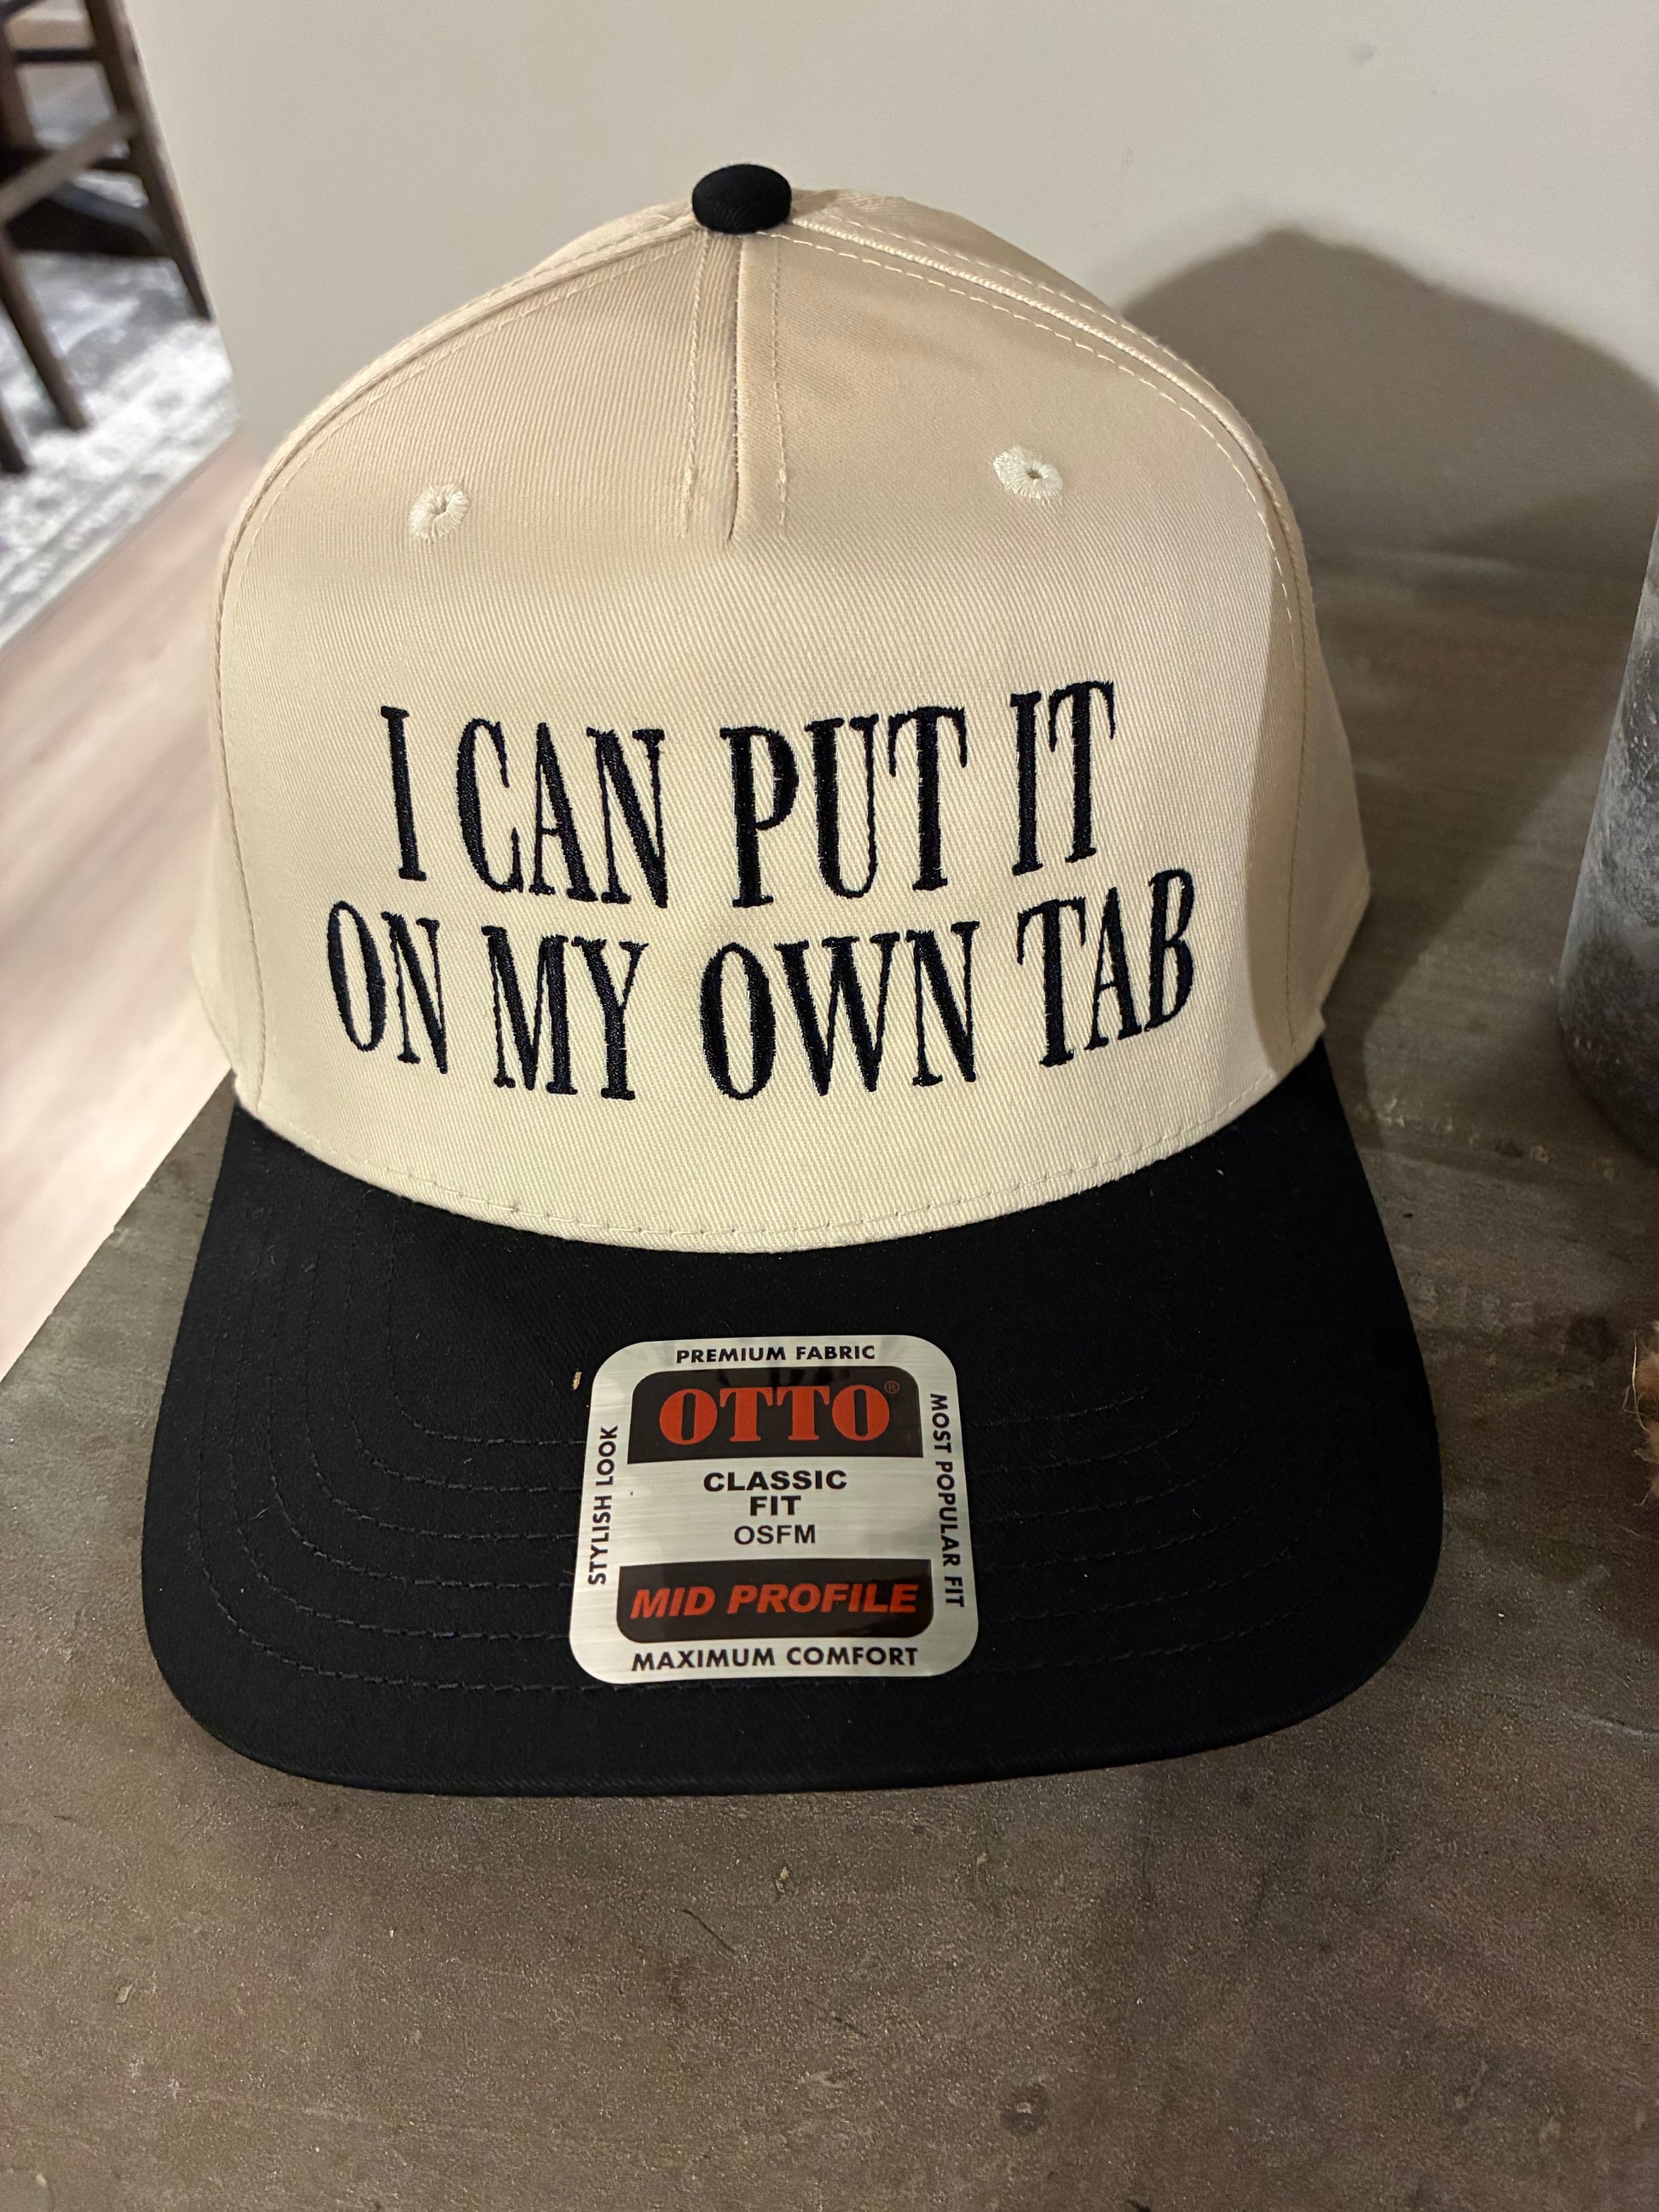 I CAN PUT IT
ON MY OWN TAB
PREMIUM FABRIC
OTTO®
STYLISH LOOK
MOST POPULAR FIT
CLASSIC
FIT
OSFM
MID PROFILE
MAXIMUM COMFORT